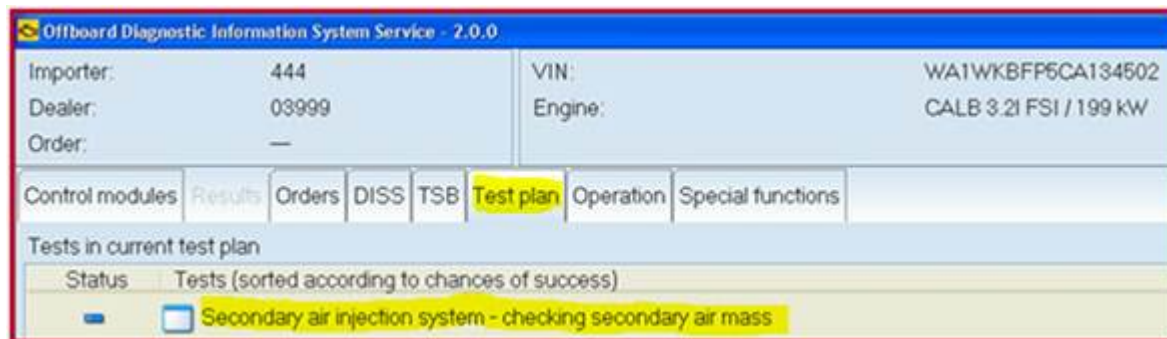 Offboard Diagnostic Information System Service - 2.0.0
Importer: 444 VIN: WA1WKBFP5CA134502
Dealer: 03999 Engine: CALB 3.2l FSI / 199 kW
Order: —
Control modules Results Orders DISS TSB Test plan Operation Special functions
Tests in current test plan
Status Tests (sorted according to chances of success)
Secondary air injection system - checking secondary air mass